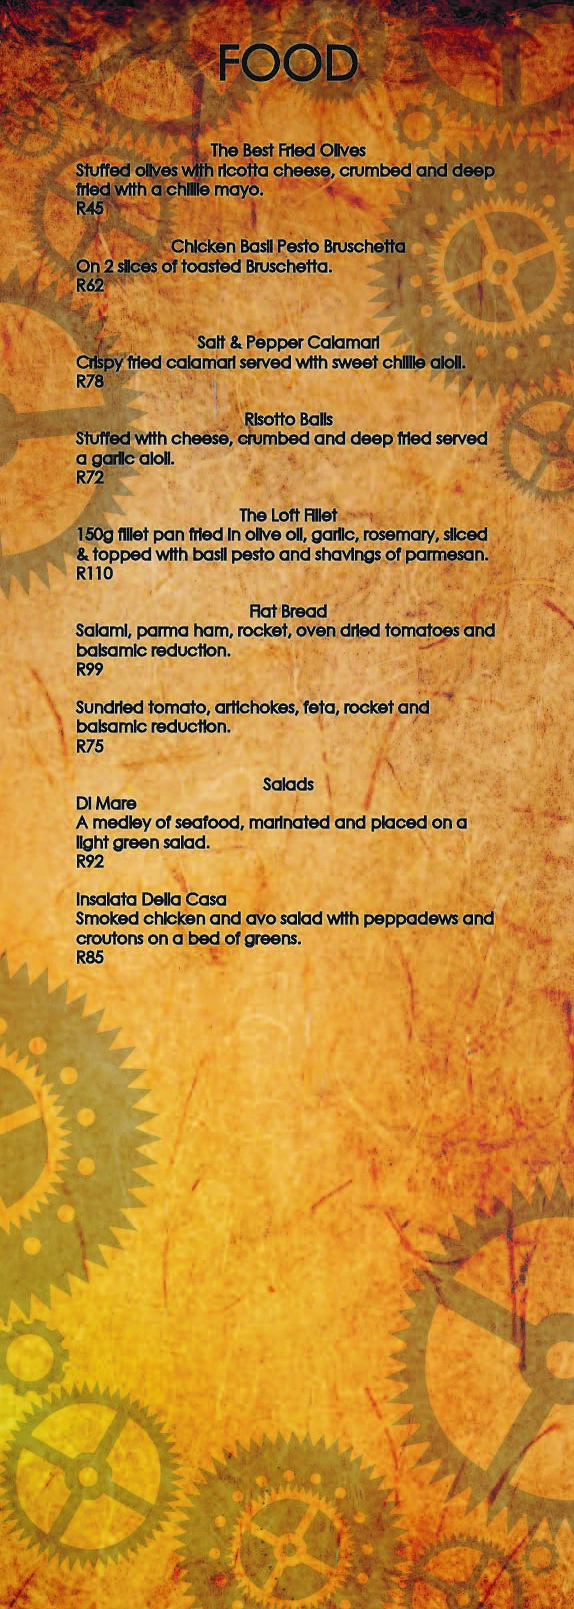 FOOD
The Best Fried Olives
Stuffed olives with ricotta cheese, crumbed and deep
fried with a chillie mayo.
R45
Chicken Basil Pesto Bruschetta
On 2 slices of toasted Bruschetta.
R62
Salt & Pepper Calamari
Crispy fried calamari served with sweet chillie aioli.
R78
Risotto Balls
Stuffed with cheese, crumbed and deep fried served
a garlic aioli.
R72
The Loft Fillet
150g fillet pan fried in olive oil, garlic, rosemary, sliced
& topped with basil pesto and shavings of parmesan.
R110
Flat Bread
Salami, parma ham, rocket, oven dried tomatoes and
balsamic reduction.
R99
Sundried tomato, artichokes, feta, rocket and
balsamic reduction.
R75
Salads
Di Mare
A medley of seafood, marinated and placed on a
light green salad.
R92
Insalata Della Casa
Smoked chicken and avo salad with peppadews and
croutons on a bed of greens.
R85